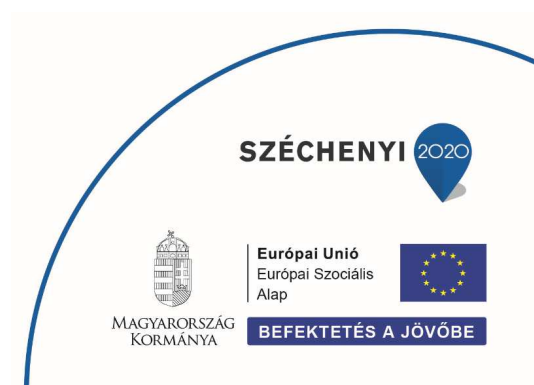 SZÉCHENYI 2020
Európai Unió
Európai Szociális
Alap
MAGYARORSZÁG
KORMÁNYA
BEFEKTETÉS A JÖVŐBE